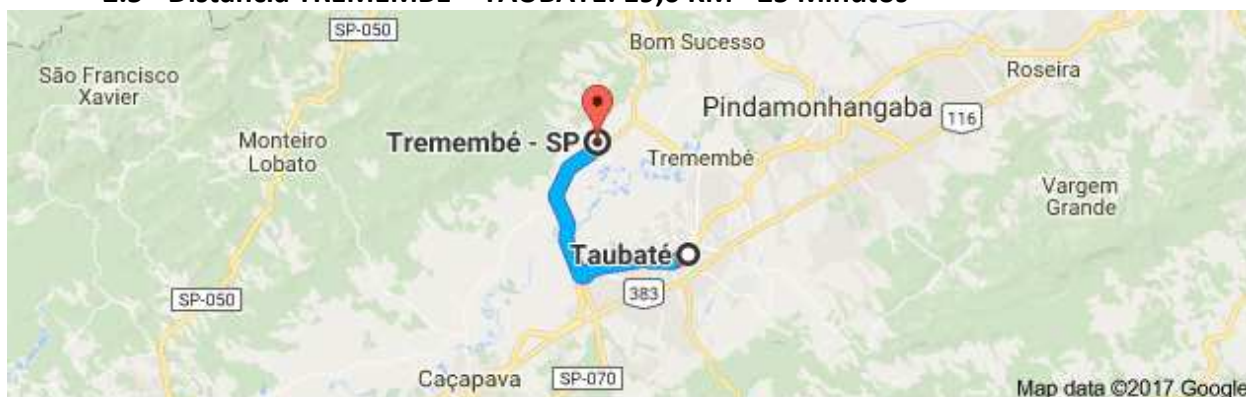 SP-050
Bom Sucesso
São Francisco
Xavier
Roseira
Pindamonhangaba
116
Monteiro
Lobato
Tremembé - SP
Tremembé
Vargem
Grande
Taubaté
383
SP-050
Caçapava
SP-070
Map data ©2017 Google